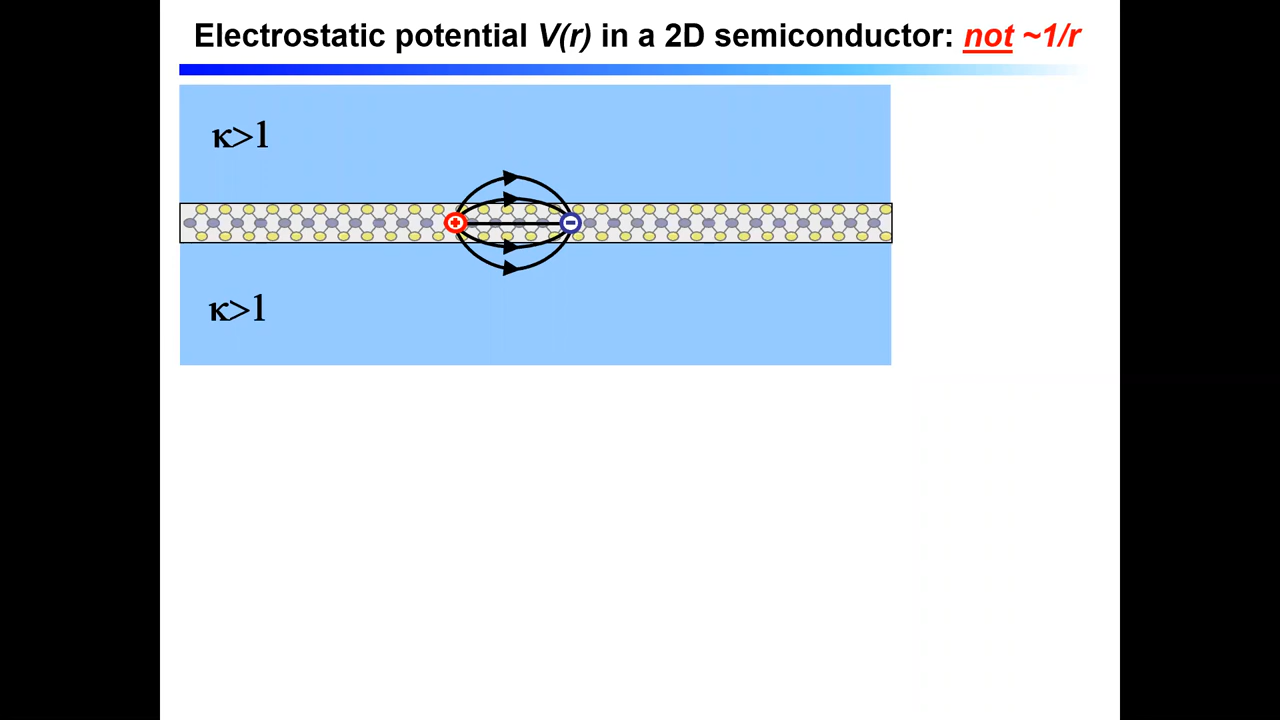 Electrostatic potential V(r) in a 2D semiconductor: not ~1/r
κ>1
+
−
κ>1